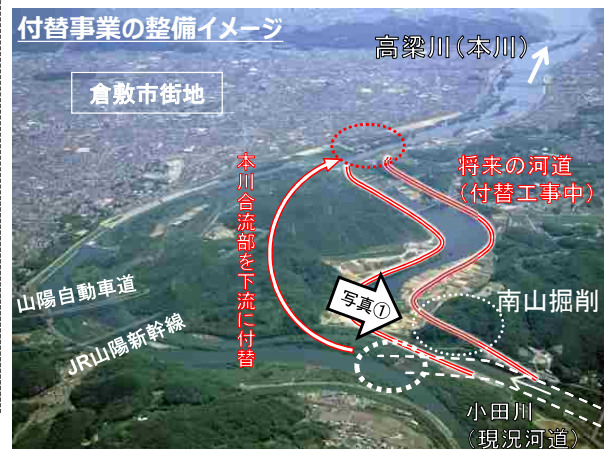 付替事業の整備イメージ
高梁川（本川）
倉敷市街地
本川合流部を下流に付替
将来の河道
（付替工事中）
山陽自動車道
写真①
南山掘削
JR山陽新幹線
小田川
（現況河道）